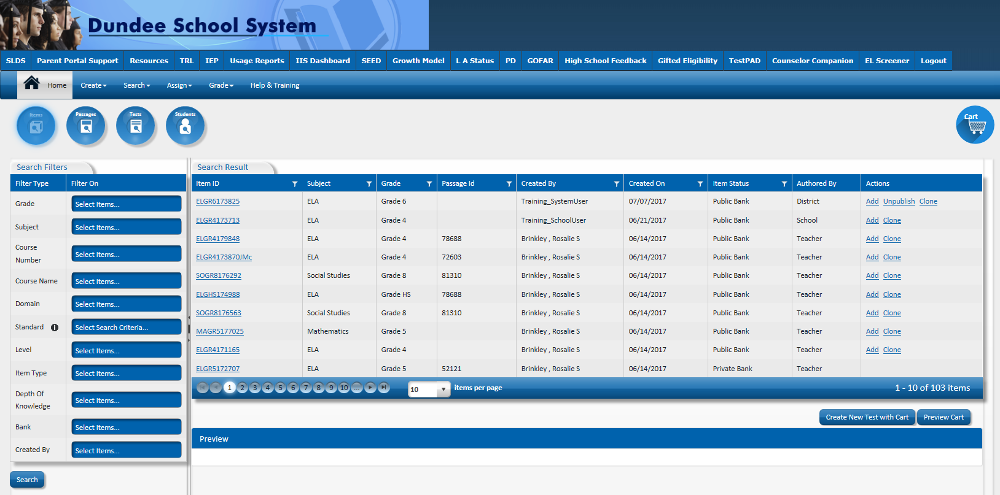 Dundee School System
SLDS Parent Portal Support Resources TRL IEP Usage Reports IIS Dashboard SEED Growth Model L A Status PD GOFAR High School Feedback Gifted Eligibility TestPAD Counselor Companion EL Screener Logout
Home Create Search Assign Grade Help & Training
Items Passages Tests Students Cart
Search Filters
Filter Type Filter On
Grade Select Items...
Subject Select Items...
Course
Number
Select Items...
Course Name Select Items...
Domain Select Items...
Standard i Select Search Criteria...
Level Select Items...
Item Type Select Items...
Depth Of
Knowledge
Select Items...
Bank Select Items...
Created By Select Items...
Search
Search Result
Item ID Subject Grade Passage Id Created By Created On Item Status Authored By Actions
ELGR6173825 ELA Grade 6 Training_SystemUser 07/07/2017 Public Bank District Add Unpublish Clone
ELGR4173713 ELA Grade 4 Training_SchoolUser 06/21/2017 Public Bank School Add Clone
ELGR4179848 ELA Grade 4 78688 Brinkley , Rosalie S 06/14/2017 Public Bank Teacher Add Clone
ELGR4173870JMc ELA Grade 4 72603 Brinkley , Rosalie S 06/14/2017 Public Bank Teacher Add Clone
SOGR8176292 Social Studies Grade 8 81310 Brinkley , Rosalie S 06/14/2017 Public Bank Teacher Add Clone
ELGHS174988 ELA Grade HS 78688 Brinkley , Rosalie S 06/14/2017 Public Bank Teacher Add Clone
SOGR8176563 Social Studies Grade 8 81310 Brinkley , Rosalie S 06/14/2017 Public Bank Teacher Add Clone
MAGR5177025 Mathematics Grade 5 Brinkley , Rosalie S 06/14/2017 Public Bank Teacher Add Clone
ELGR4171165 ELA Grade 4 Brinkley , Rosalie S 06/14/2017 Public Bank Teacher Add Clone
ELGR5172707 ELA Grade 5 52121 Brinkley , Rosalie S 06/14/2017 Private Bank Teacher
1 2 3 4 5 6 7 8 9 10 ... 10 items per page 1 - 10 of 103 items
Create New Test with Cart Preview Cart
Preview